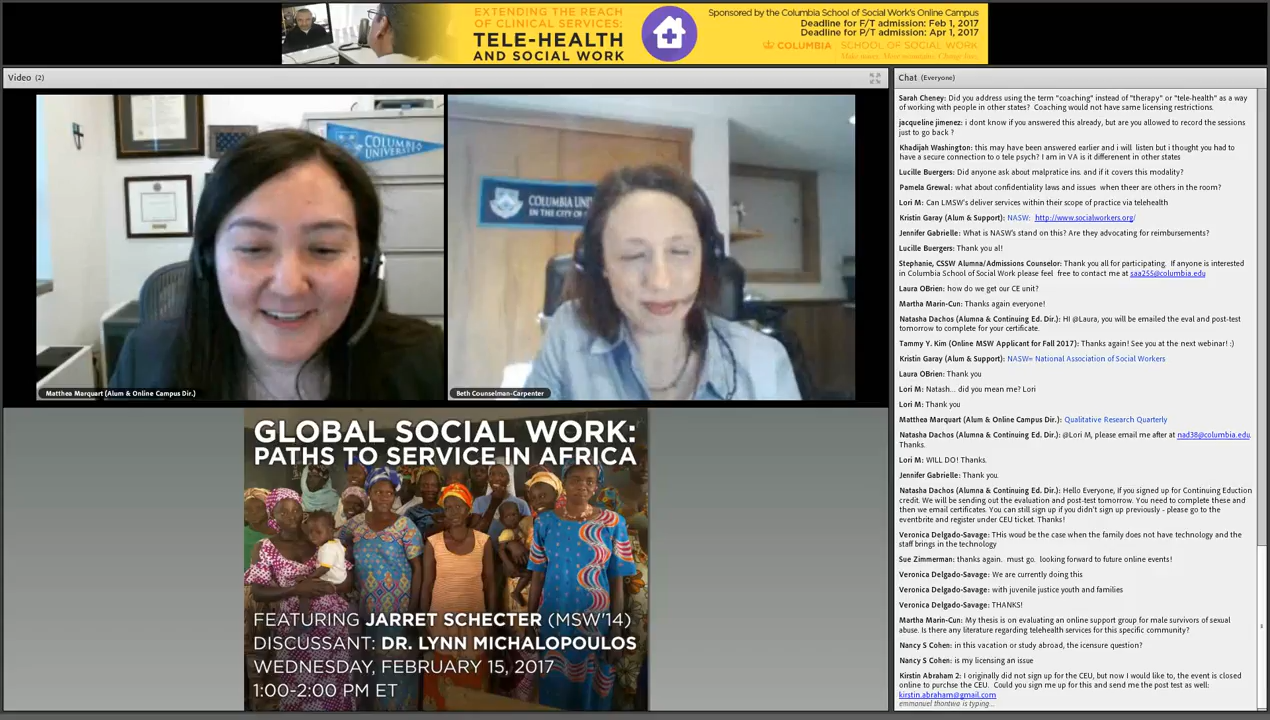 EXTENDING THE REACH
OF CLINICAL SERVICES:
TELE-HEALTH
AND SOCIAL WORK
Sponsored by the Columbia School of Social Work's Online Campus
Deadline for F/T admission: Feb 1, 2017
Deadline for P/T admission: Apr 1, 2017
COLUMBIA SCHOOL OF SOCIAL WORK
Video (2)
COLUMBIA
UNIVERSITY
Matthea Marquart (Alum & Online Campus Dir.)
COLUMBIA UN
IN THE CITY OF
Beth Counselman-Carpenter
GLOBAL SOCIAL WORK:
PATHS TO SERVICE IN AFRICA
FEATURING JARRET SCHECTER (MSW'14)
DISCUSSANT: DR. LYNN MICHALOPOULOS
WEDNESDAY, FEBRUARY 15, 2017
1:00-2:00 PM ET
Chat (Everyone)
Sarah Cheney: Did you address using the term "coaching" instead of "therapy" or "tele-health" as a way
of working with people in other states? Coaching would not have same licensing restrictions.
jacqueline jimenez: i dont know if you answered this already, but are you allowed to record the sessions
just to go back ?
Khadijah Washington: this may have been answered earlier and i will listen but i thought you had to
have a secure connection to o tele psych? I am in VA is it differenent in other states
Lucille Buergers: Did anyone ask about malpratice ins. and if it covers this modality?
Pamela Grewal: what about confidentiality laws and issues when theer are others in the room?
Lori M: Can LMSW's deliver services within their scope of practice via telehealth
Kristin Garay (Alum & Support): NASW: http://www.socialworkers.org/
Jennifer Gabrielle: What is NASW's stand on this? Are they advocating for reimbursements?
Lucille Buergers: Thank you al!
Stephanie, CSSW Alumna/Admissions Counselor: Thank you all for participating. If anyone is interested
in Columbia School of Social Work please feel free to contact me at saa255@columbia.edu
Laura OBrien: how do we get our CE unit?
Martha Marin-Cun: Thanks again everyone!
Natasha Dachos (Alumna & Continuing Ed. Dir.): HI @Laura, you will be emailed the eval and post-test
tomorrow to complete for your certificate.
Tammy Y. Kim (Online MSW Applicant for Fall 2017): Thanks again! See you at the next webinar! :)
Kristin Garay (Alum & Support): NASW= National Association of Social Workers
Laura OBrien: Thank you
Lori M: Natash... did you mean me? Lori
Lori M: Thank you
Matthea Marquart (Alum & Online Campus Dir.): Qualitative Research Quarterly
Natasha Dachos (Alumna & Continuing Ed. Dir.): @Lori M, please email me after at nad38@columbia.edu.
Thanks.
Lori M: WILL DO! Thanks.
Jennifer Gabrielle: Thank you.
Natasha Dachos (Alumna & Continuing Ed. Dir.): Hello Everyone, If you signed up for Continuing Eduction
credit. We will be sending out the evaluation and post-test tomorrow. You need to complete these and
then we email certificates. You can still sign up if you didn't sign up previously - please go to the
eventbrite and register under CEU ticket. Thanks!
Veronica Delgado-Savage: THis woud be the case when the family does not have technology and the
staff brings in the technology
Sue Zimmerman: thanks again. must go. looking forward to future online events!
Veronica Delgado-Savage: We are currently doing this
Veronica Delgado-Savage: with juvenile justice youth and families
Veronica Delgado-Savage: THANKS!
Martha Marin-Cun: My thesis is on evaluating an online support group for male survivors of sexual
abuse. Is there any literature regarding telehealth services for this specific community?
Nancy S Cohen: in this vacation or study abroad, the icensure question?
Nancy S Cohen: is my licensing an issue
Kirstin Abraham 2: I originally did not sign up for the CEU, but now I would like to, the event is closed
online to purchse the CEU. Could you sign me up for this and send me the post test as well:
kirstin.abraham@gmail.com
emmanuel thontwa is typing...